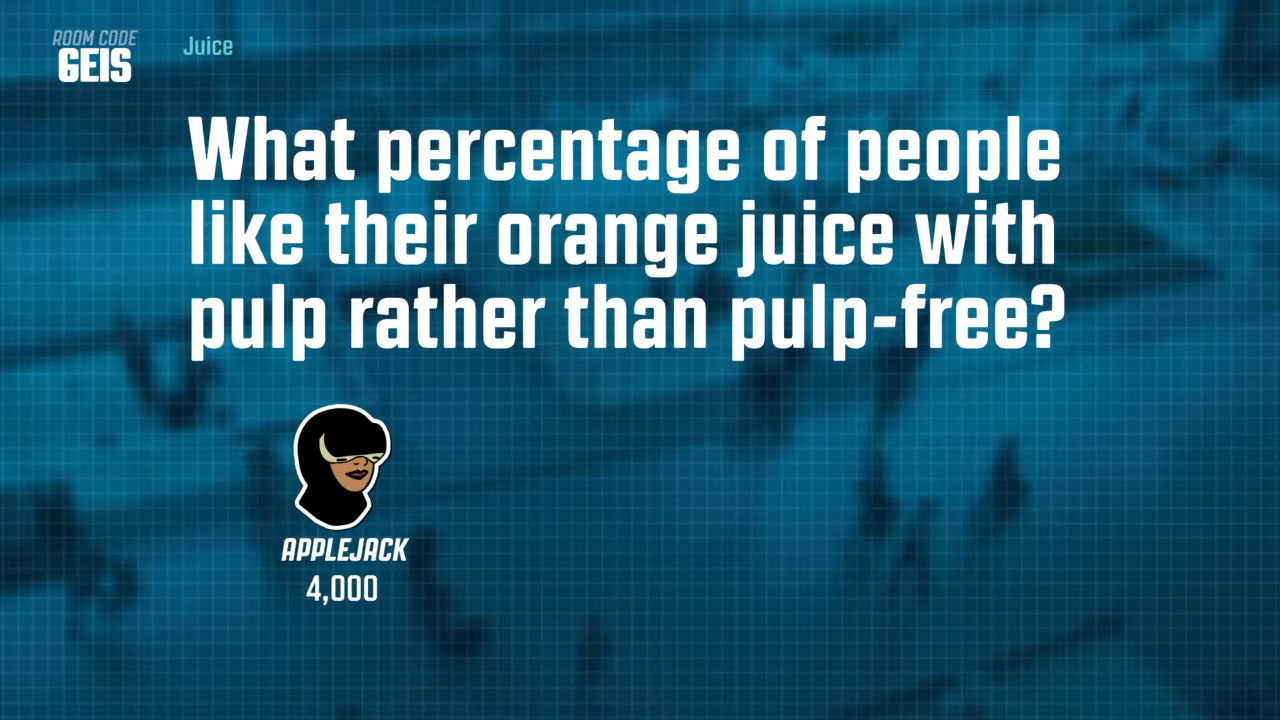 ROOM CODE
GEIS
Juice
What percentage of people
like their orange juice with
pulp rather than pulp-free?
APPLEJACK
4,000